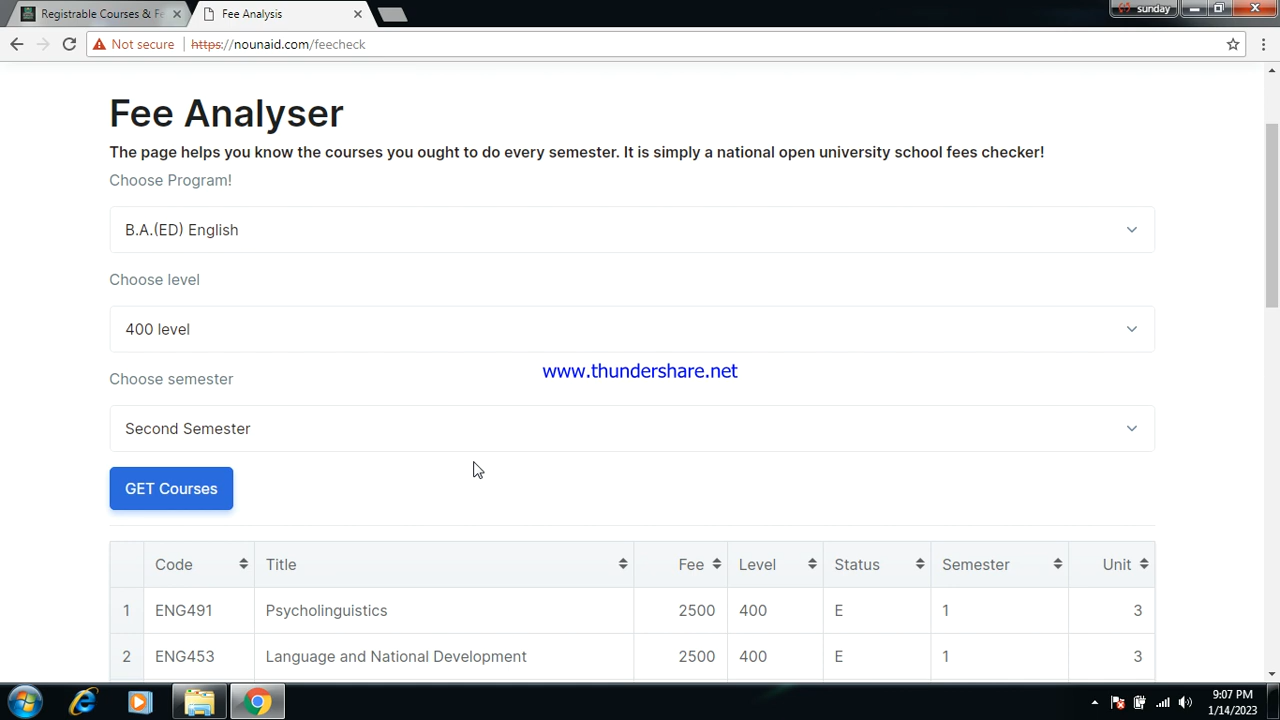 Registrable Courses & Fe
Fee Analysis
sunday
Not secure
https://nounaid.com/feecheck
Fee Analyser
The page helps you know the courses you ought to do every semester. It is simply a national open university school fees checker!
Choose Program!
B.A.(ED) English
Choose level
400 level
www.thundershare.net
Choose semester
Second Semester
GET Courses
Code Title Fee Level Status Semester Unit
1 ENG491 Psycholinguistics 2500 400 E 1 3
2 ENG453 Language and National Development 2500 400 E 1 3
9:07 PM
1/14/2023